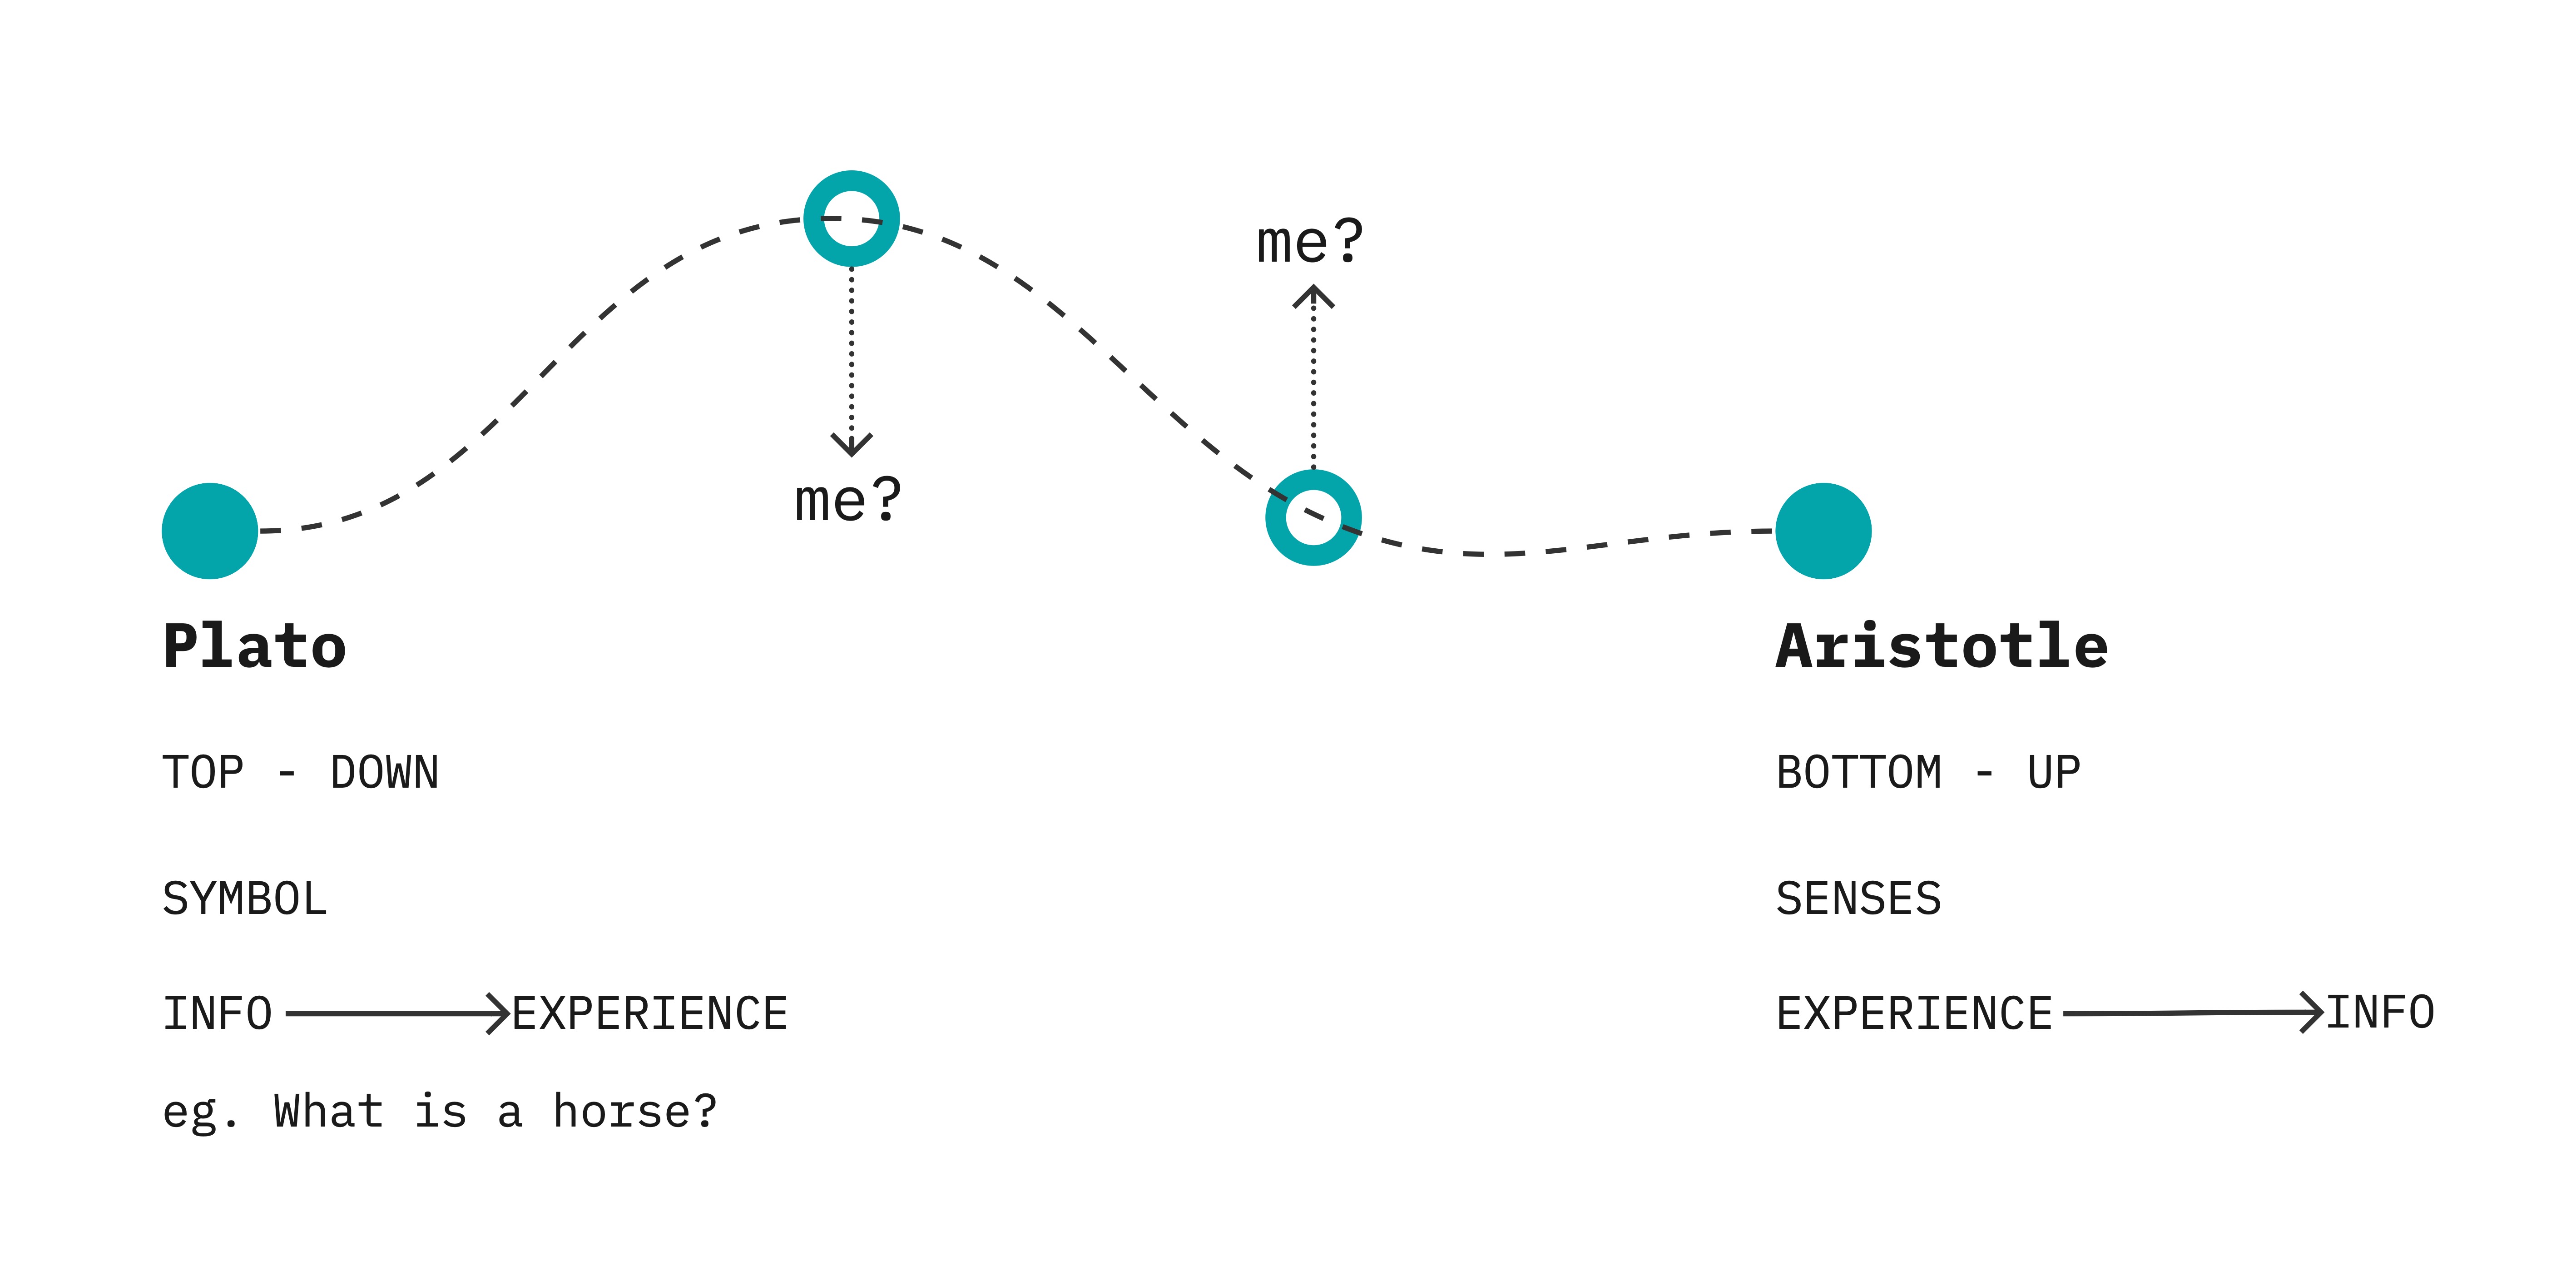 me?
me?
Plato
TOP - DOWN
SYMBOL
INFO EXPERIENCE
eg. What is a horse?
Aristotle
BOTTOM - UP
SENSES
EXPERIENCE INFO